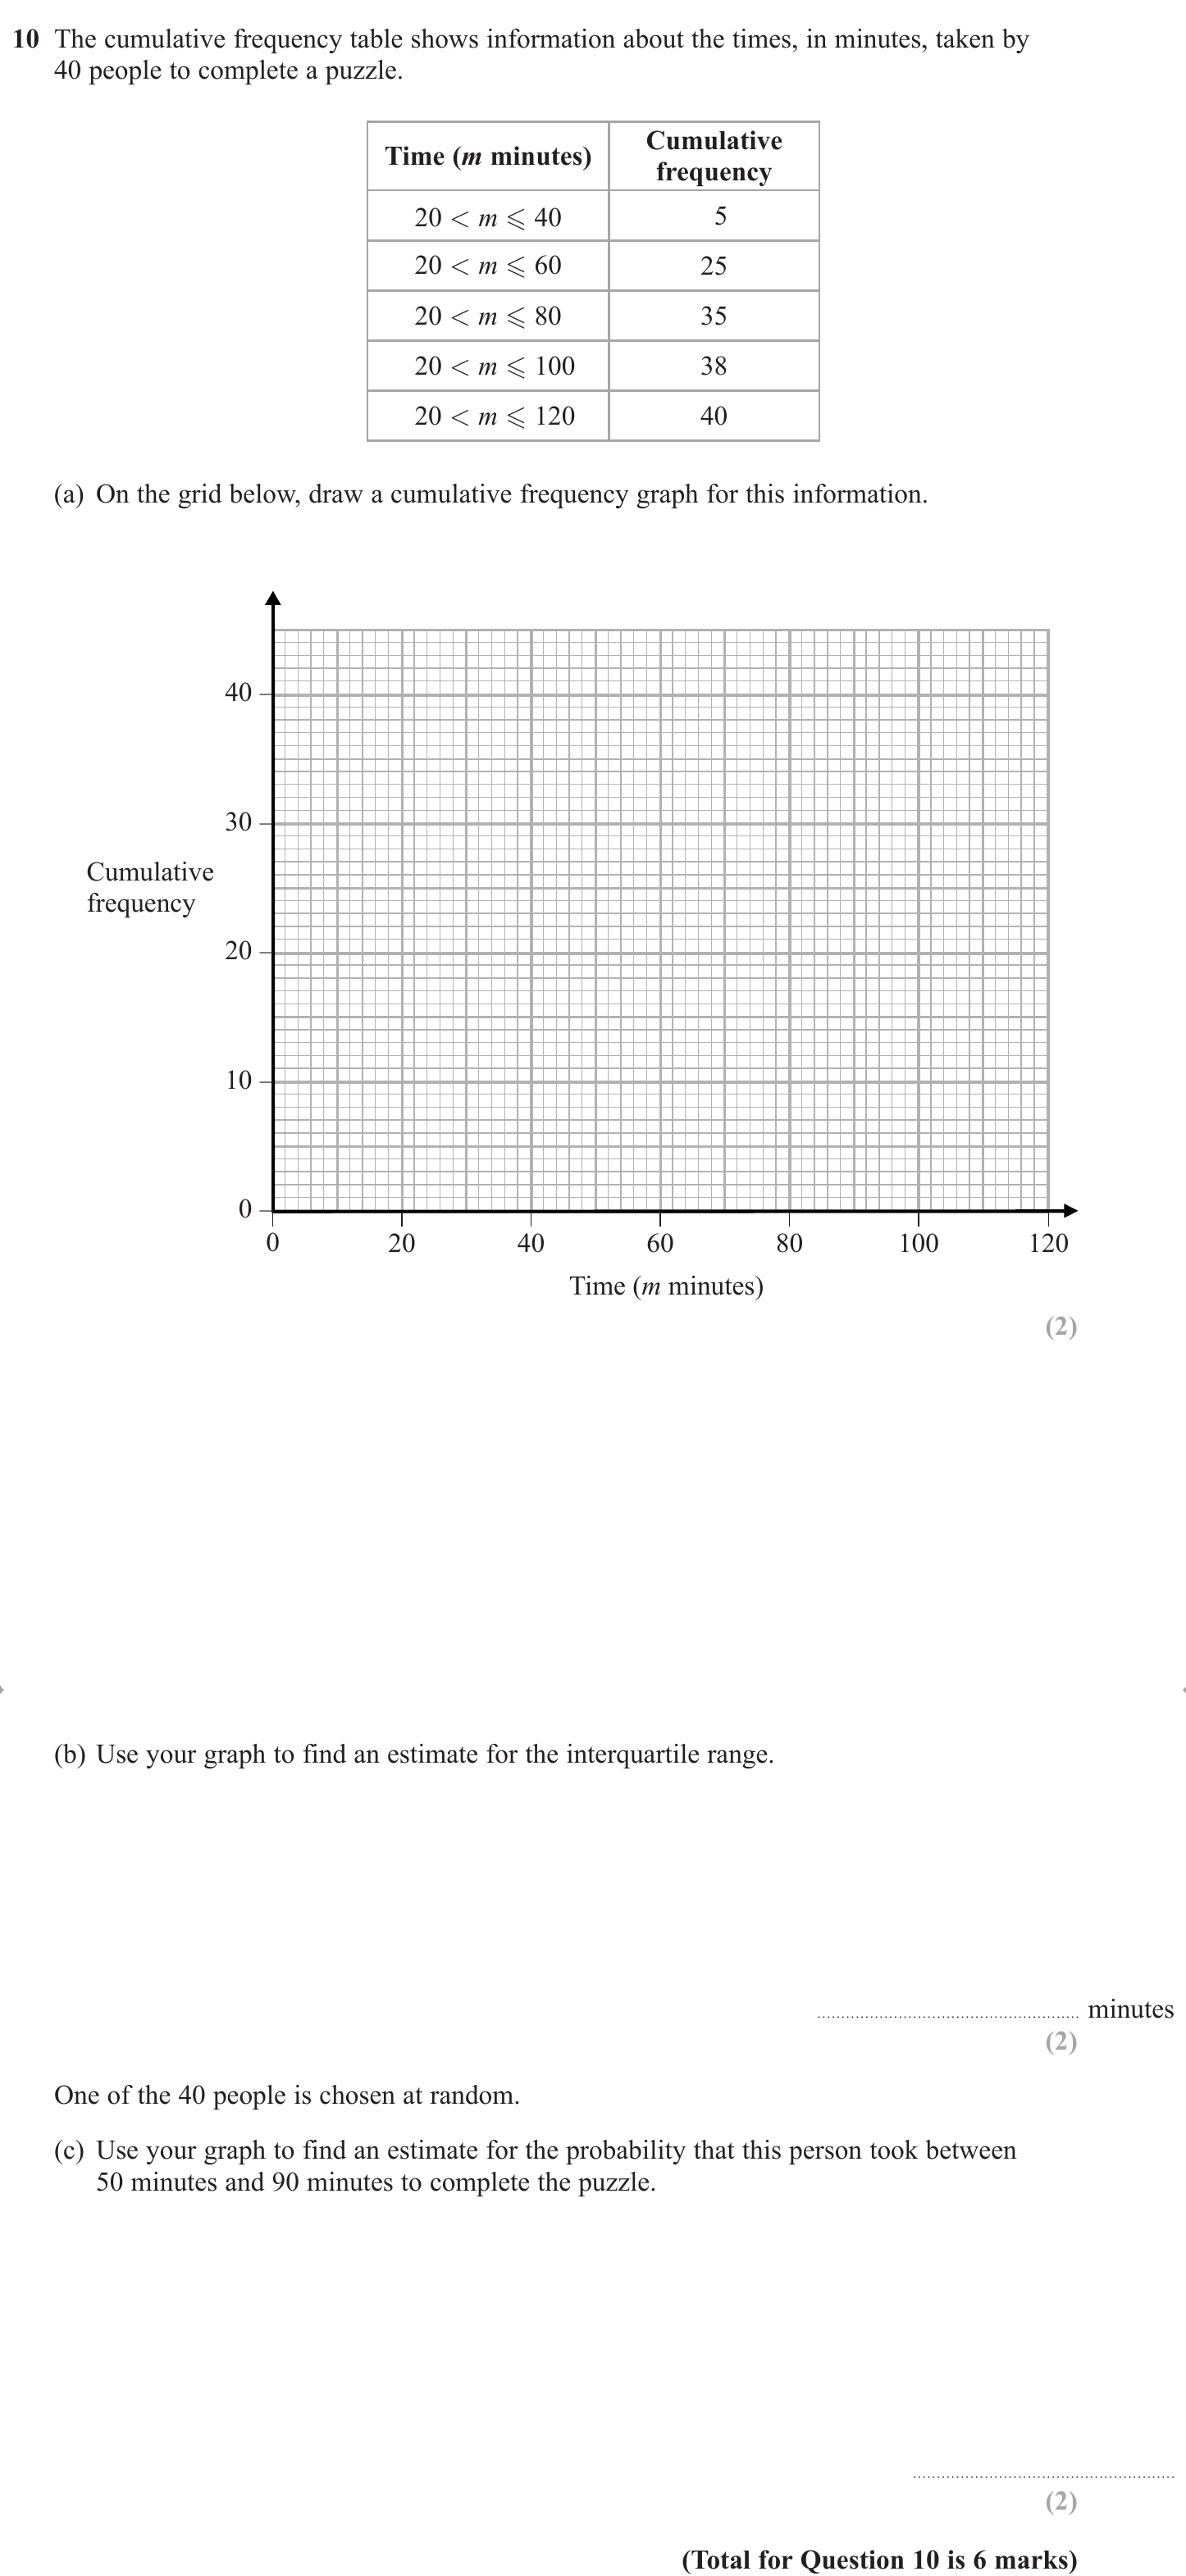 10 The cumulative frequency table shows information about the times, in minutes, taken by
40 people to complete a puzzle.
Time (m minutes) Cumulative frequency
20 < m ⩽ 40 5
20 < m ⩽ 60 25
20 < m ⩽ 80 35
20 < m ⩽ 100 38
20 < m ⩽ 120 40
(a) On the grid below, draw a cumulative frequency graph for this information.
40
30
Cumulative
frequency
20
10
0
0 20 40 60 80 100 120
Time (m minutes)
(2)
(b) Use your graph to find an estimate for the interquartile range.
minutes
(2)
One of the 40 people is chosen at random.
(c) Use your graph to find an estimate for the probability that this person took between
50 minutes and 90 minutes to complete the puzzle.
(2)
(Total for Question 10 is 6 marks)